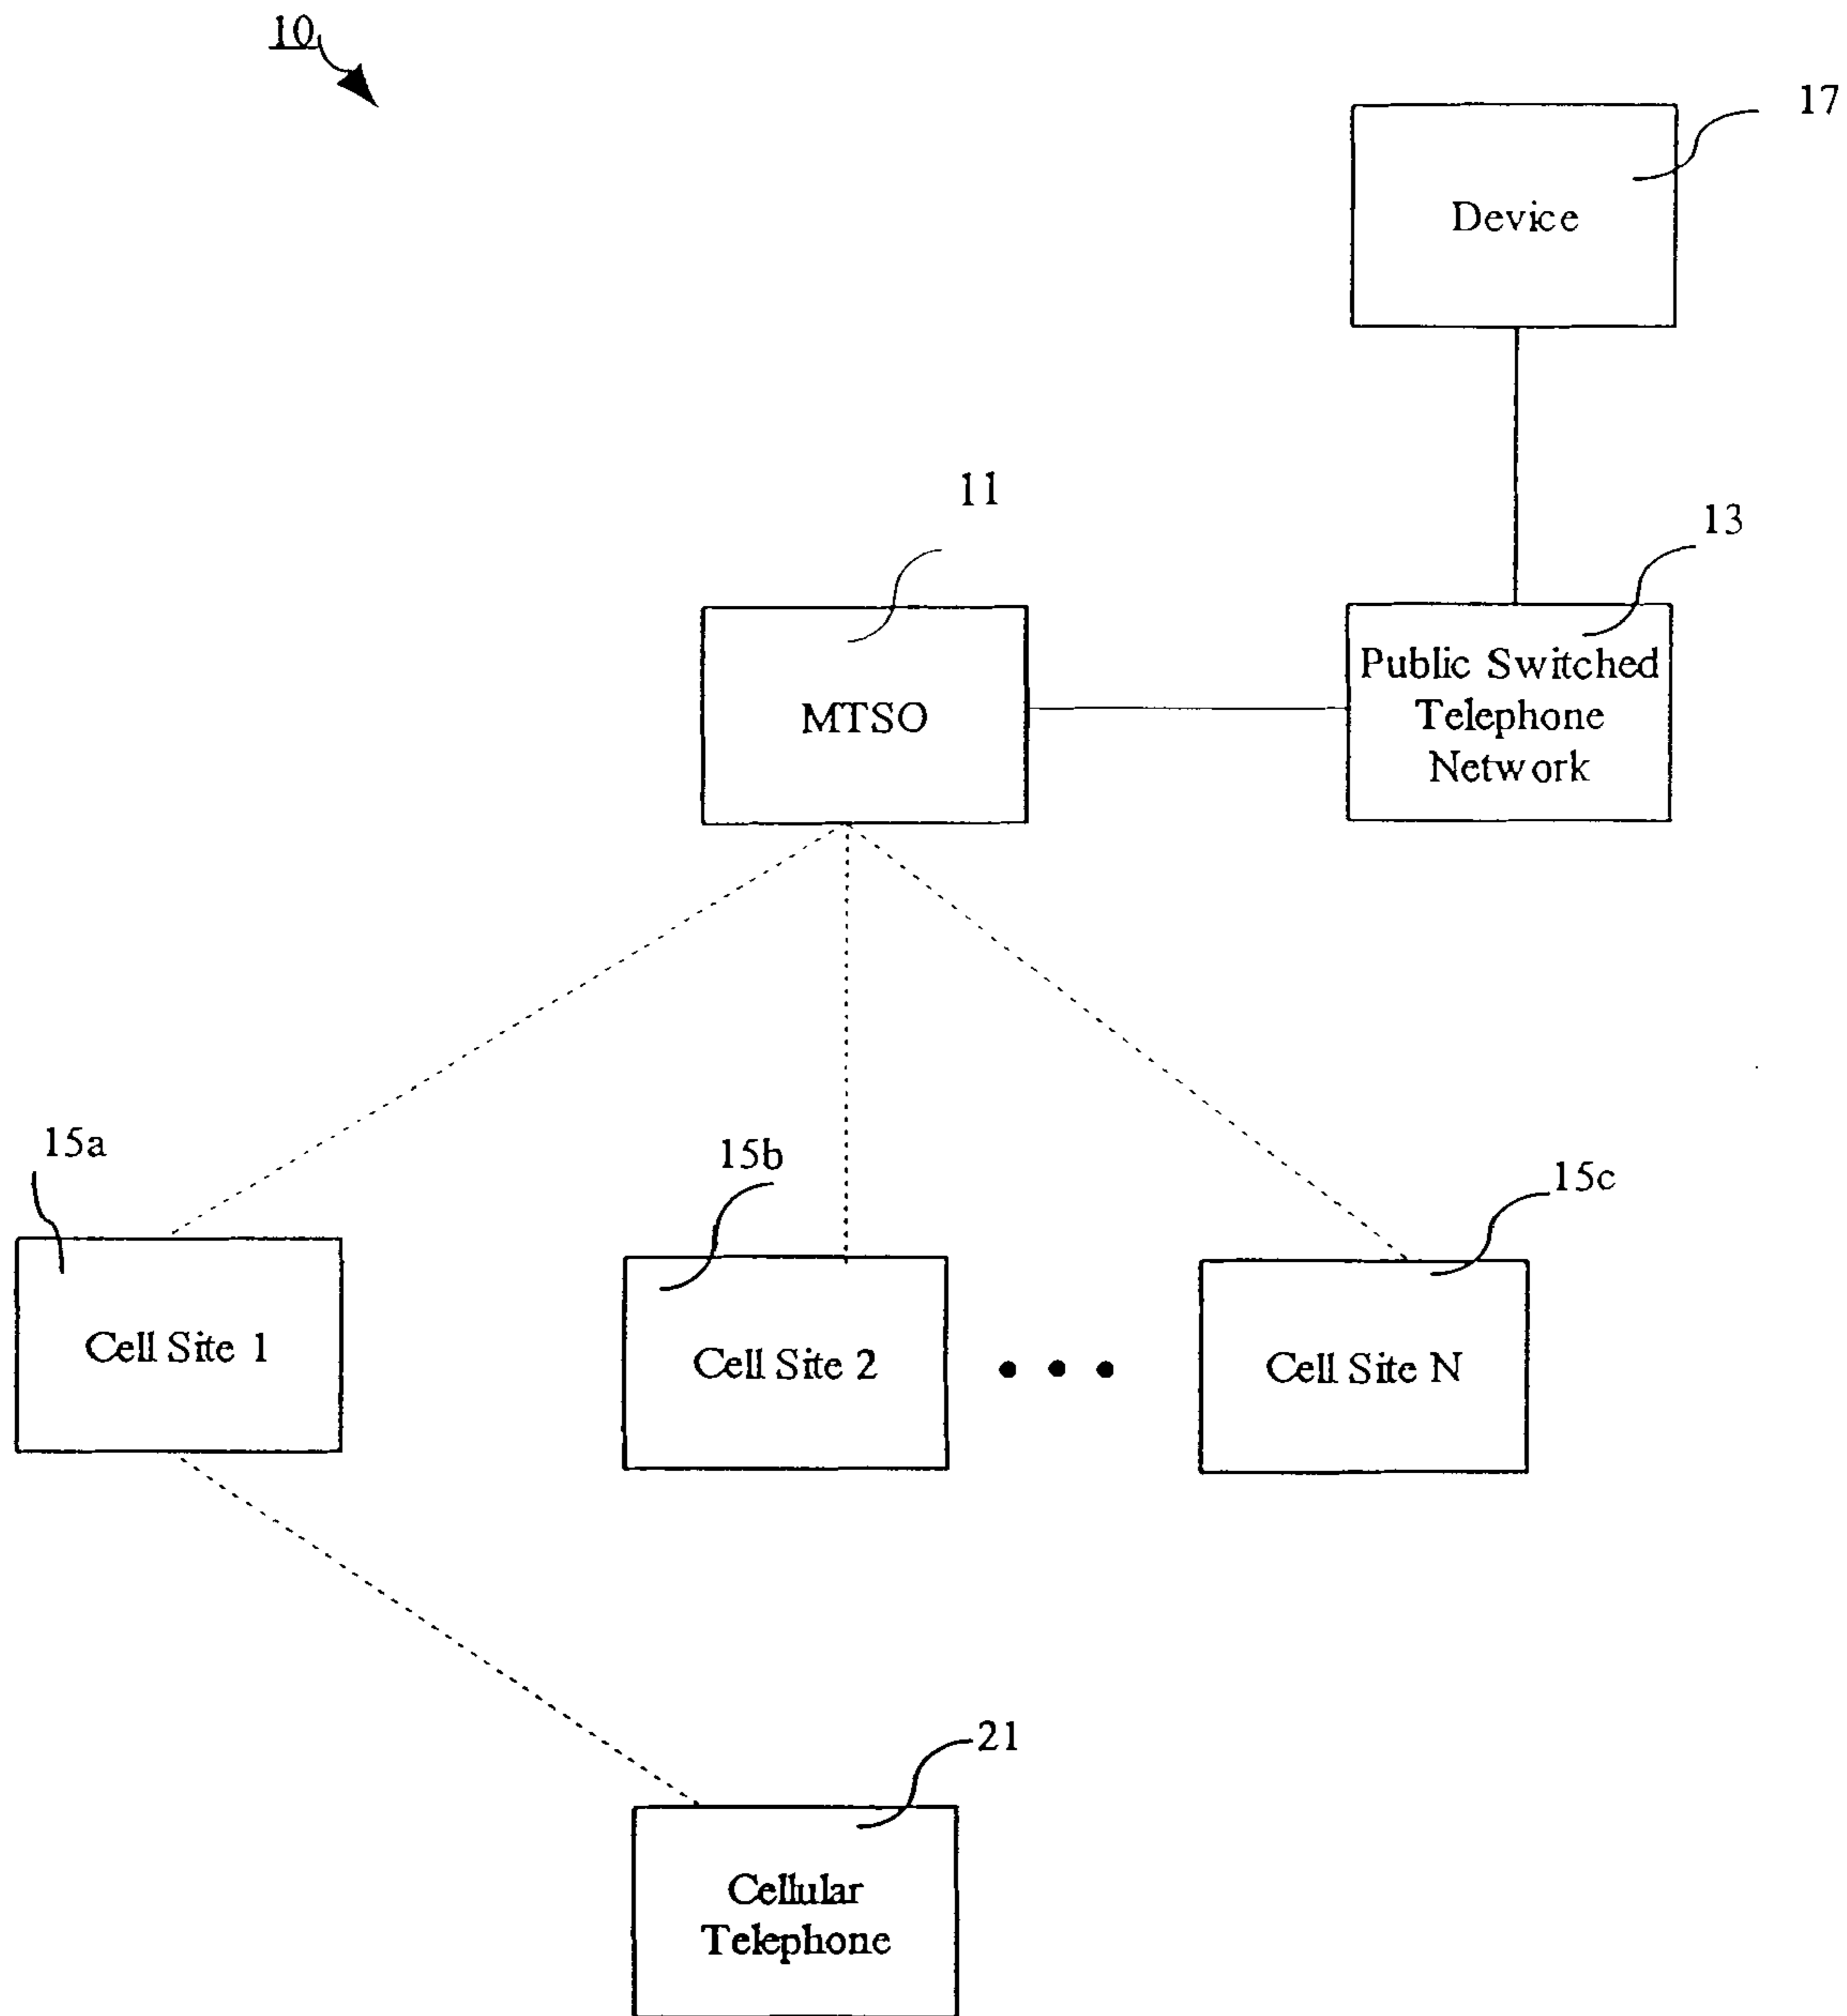 10
17
Device
11
13
MTSO
Public Switched
Telephone
Network
15a
15b
15c
Cell Site 1
Cell Site 2
Cell Site N
21
Cellular
Telephone